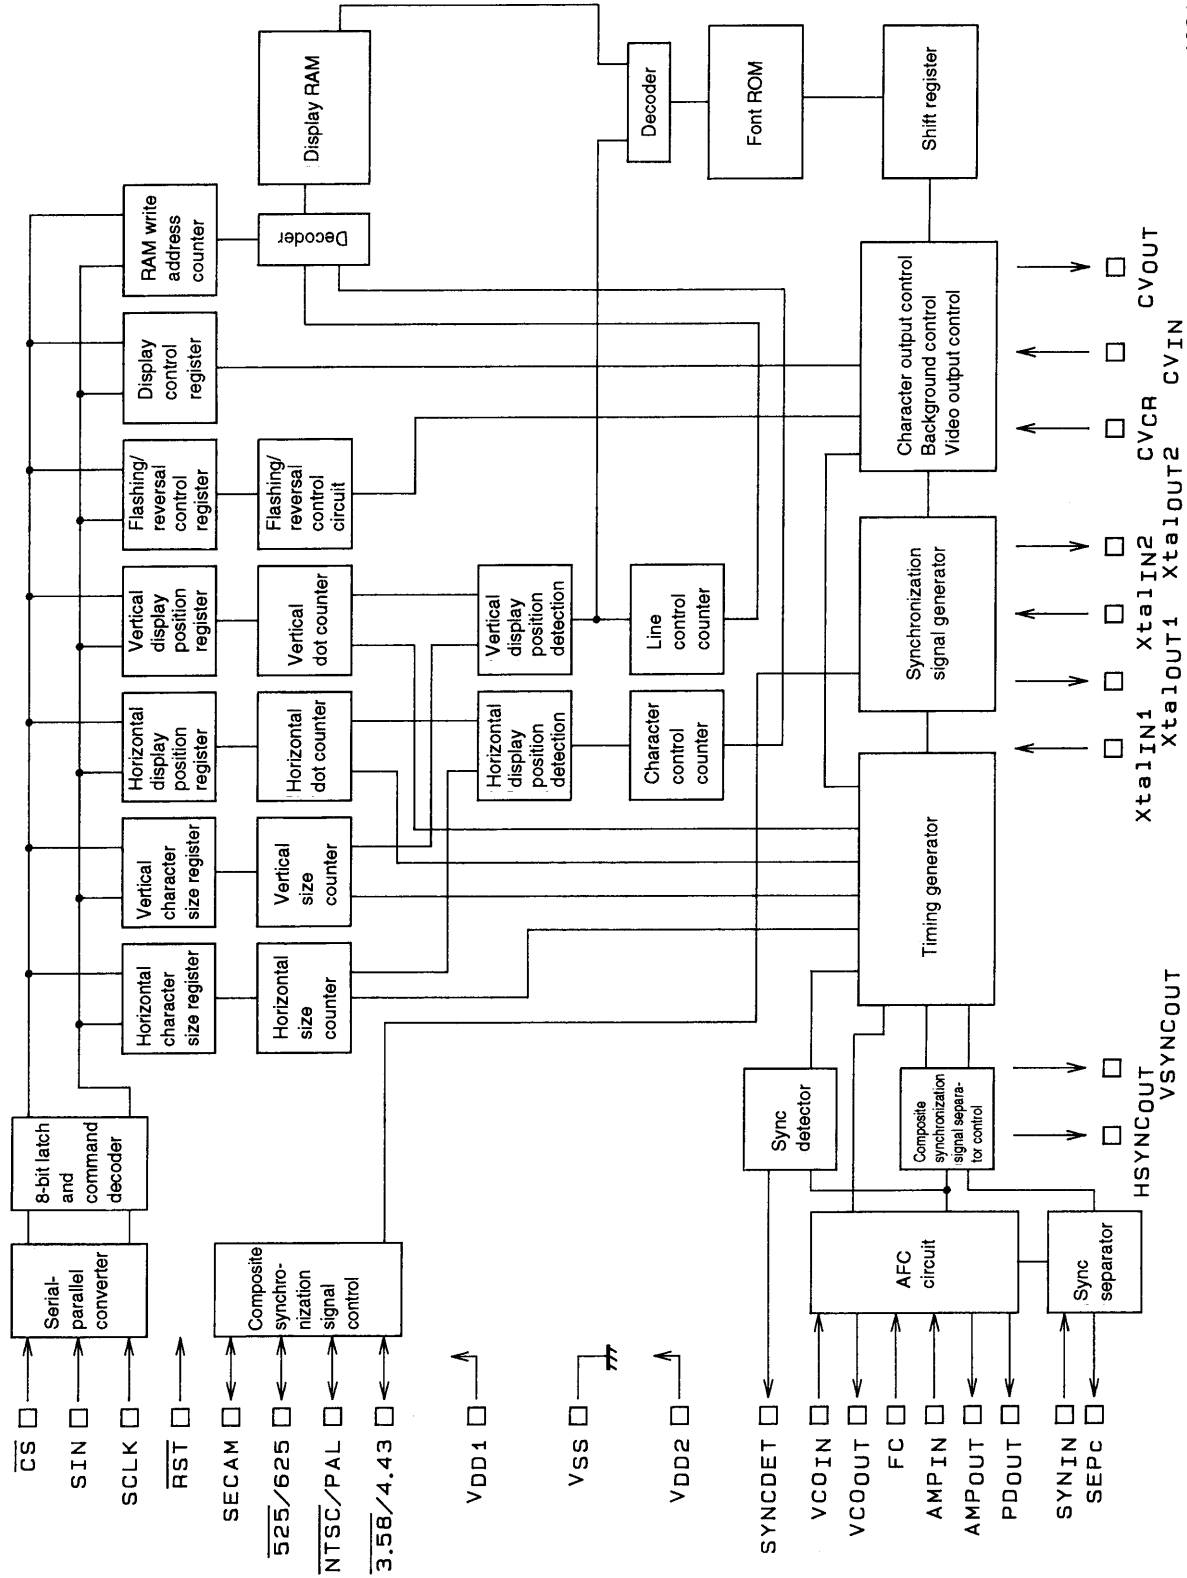 CS
SIN
SCLK
RST
SECAM
525/625
NTSC/PAL
3.58/4.43
VDD1
VSS
VDD2
SYNCDET
VCOIN
VCOOUT
FC
AMPIN
AMPOUT
PDOUT
SYNIN
SEPC
Serial-
parallel
converter
8-bit latch
and
command
decoder
Composite
synchro-
nization
signal
control
Horizontal
character
size register
Vertical
character
size register
Horizontal
display
position
register
Vertical
display
position
register
Flashing/
reversal
control
register
Display
control
register
RAM write
address
counter
Horizontal
size
counter
Vertical
size
counter
Horizontal
dot counter
Vertical
dot counter
Flashing/
reversal
control
circuit
Decoder
Display RAM
Horizontal
display
position
detection
Vertical
display
position
detection
Character
control
counter
Line
control
counter
Decoder
Font ROM
Shift register
Sync
detector
AFC
circuit
Composite
synchronization
signal separa-
tor control
Sync
separator
Timing generator
Synchronization
signal generator
Character output control
Background control
Video output control
HSYNCOUT
VSYNCOUT
XtalIN1
XtalOUT1
XtalIN2
XtalOUT2
CVCR
CVIN
CVOUT